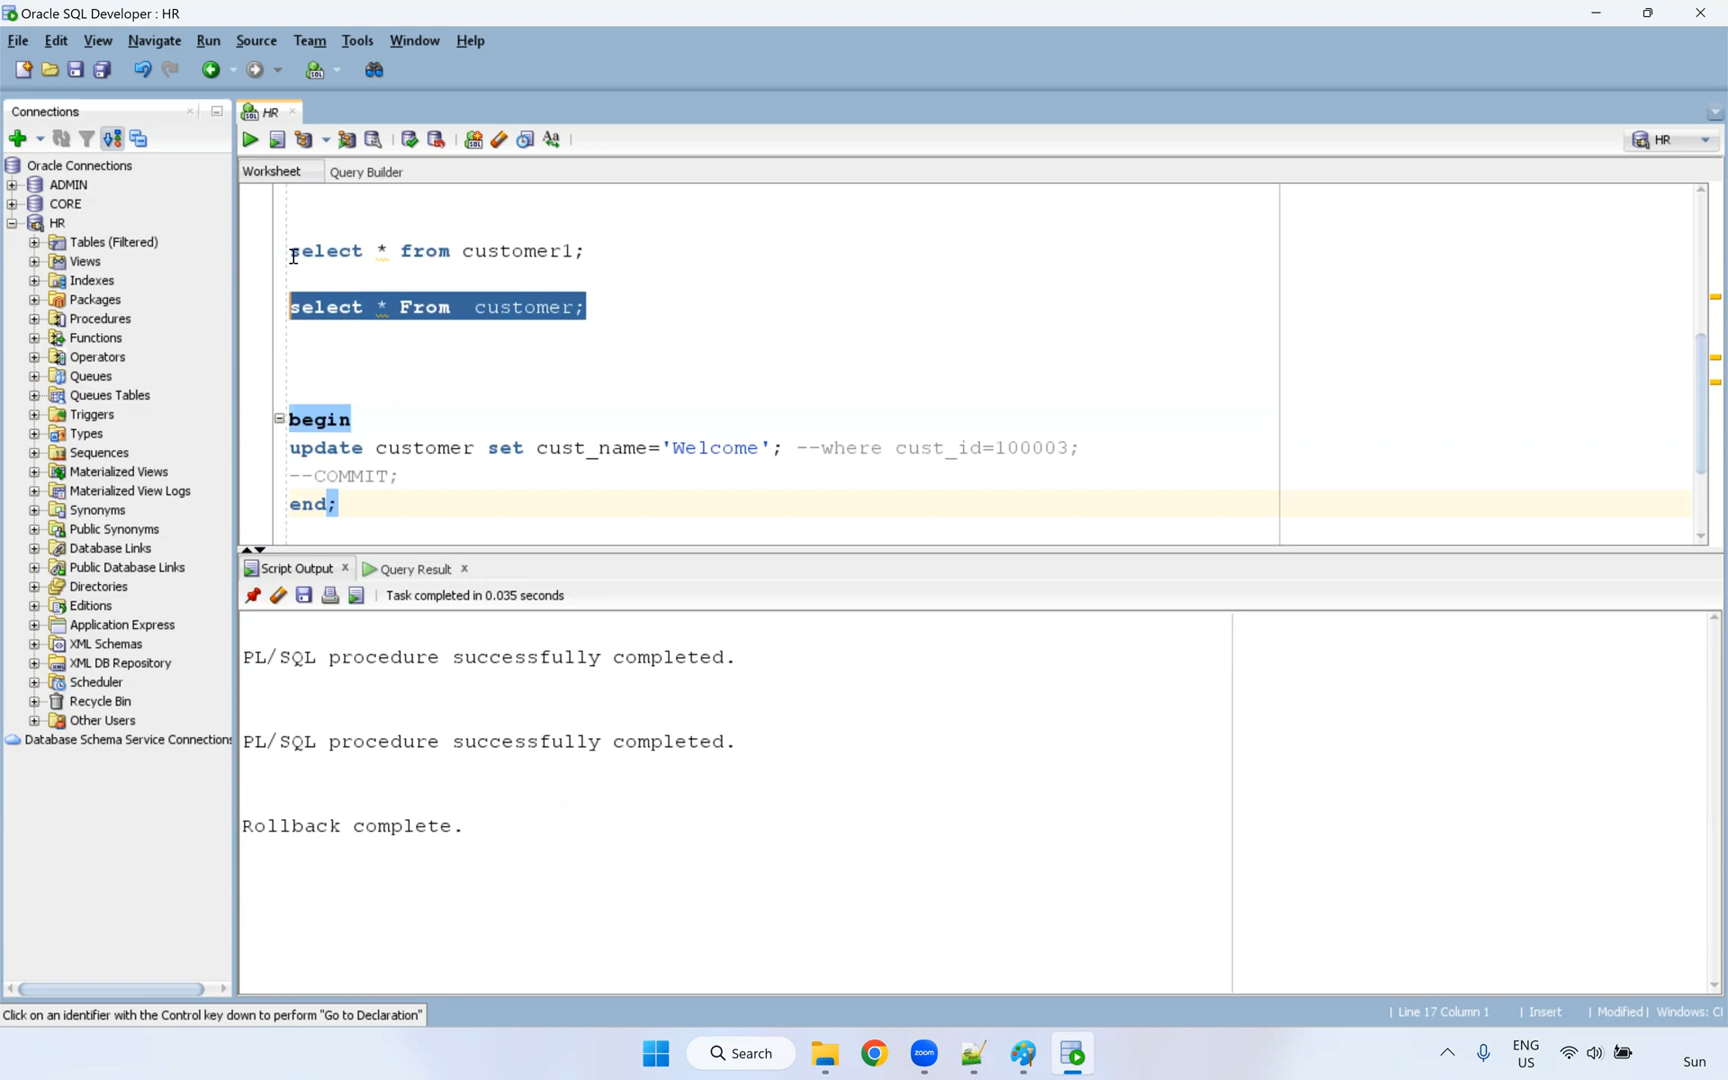 Oracle SQL Developer : HR
File Edit View Navigate Run Source Team Tools Window Help
Connections
HR
HR
Worksheet
Query Builder
Oracle Connections
ADMIN
CORE
HR
Tables (Filtered)
Views
Indexes
Packages
Procedures
Functions
Operators
Queues
Queues Tables
Triggers
Types
Sequences
Materialized Views
Materialized View Logs
Synonyms
Public Synonyms
Database Links
Public Database Links
Directories
Editions
Application Express
XML Schemas
XML DB Repository
Scheduler
Recycle Bin
Other Users
Database Schema Service Connections
select * from customer1;
select * From  customer;
begin
update customer set cust_name='Welcome'; --where cust_id=100003;
--COMMIT;
end;
Script Output
Query Result
Task completed in 0.035 seconds
PL/SQL procedure successfully completed.
PL/SQL procedure successfully completed.
Rollback complete.
Click on an identifier with the Control key down to perform "Go to Declaration"
| Line 17 Column 1 | Insert | Modified | Windows: Cl
Search
zoom
ENG
US
Sun